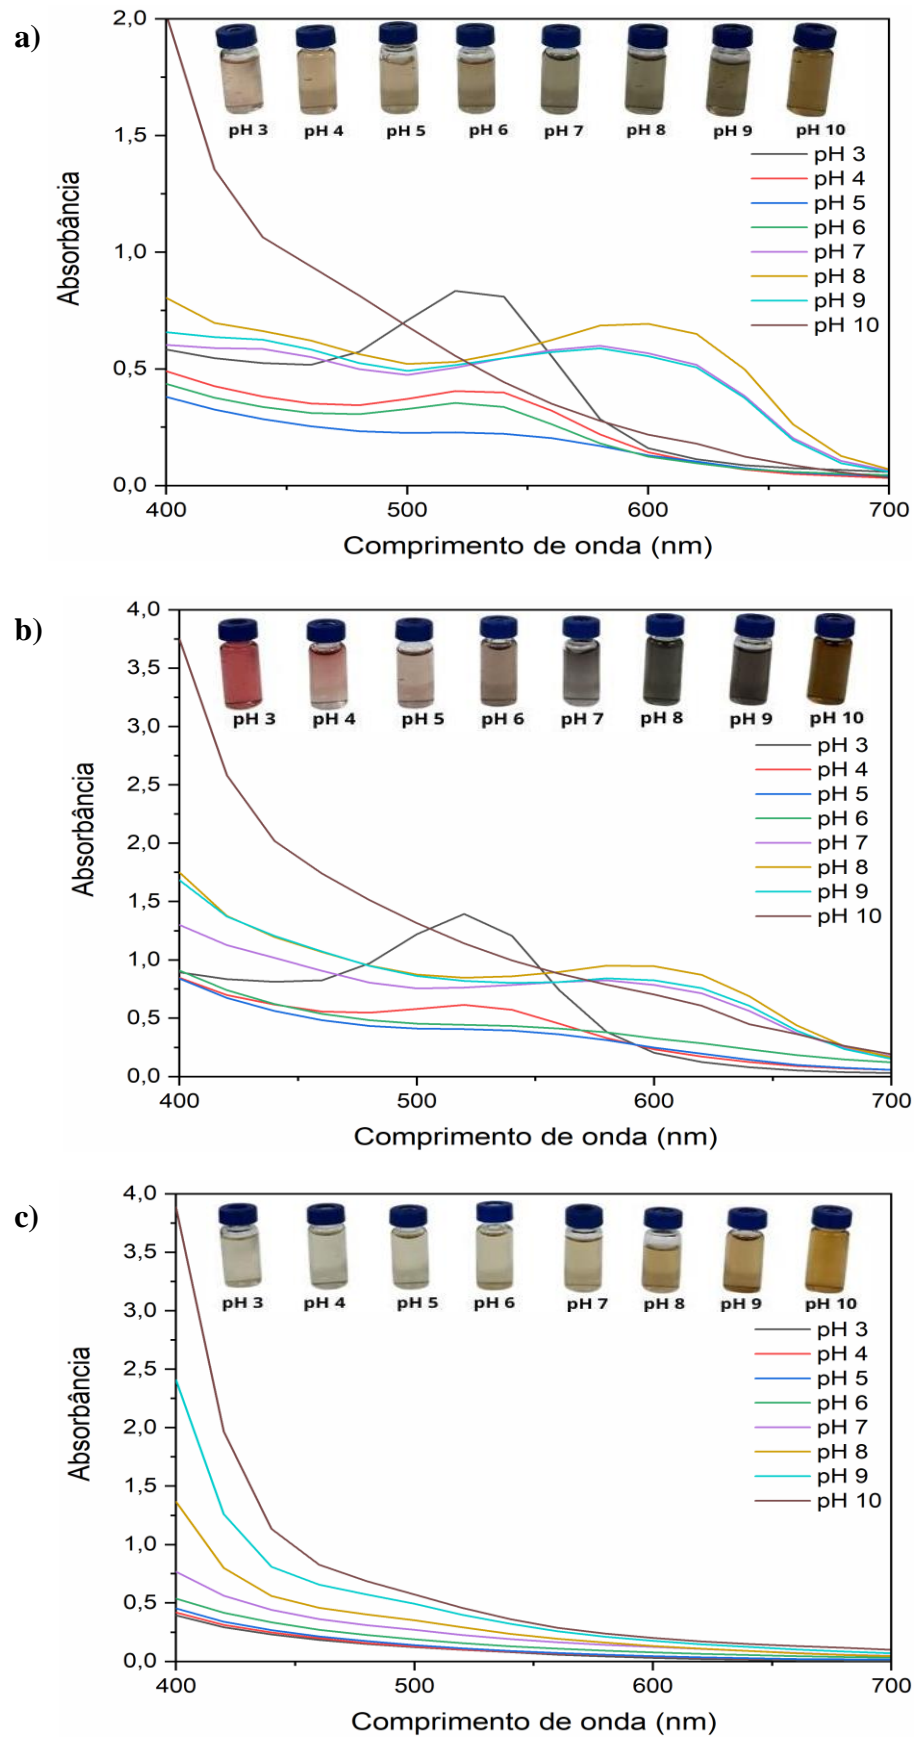 a)
2,0
1,5
1,0
0,5
0,0
Absorbância
pH 3 pH 4 pH 5 pH 6 pH 7 pH 8 pH 9 pH 10
pH 3
pH 4
pH 5
pH 6
pH 7
pH 8
pH 9
pH 10
400 500 600 700
Comprimento de onda (nm)
b)
4,0
3,5
3,0
2,5
2,0
1,5
1,0
0,5
0,0
Absorbância
pH 3 pH 4 pH 5 pH 6 pH 7 pH 8 pH 9 pH 10
pH 3
pH 4
pH 5
pH 6
pH 7
pH 8
pH 9
pH 10
400 500 600 700
Comprimento de onda (nm)
c)
4,0
3,5
3,0
2,5
2,0
1,5
1,0
0,5
0,0
Absorbância
pH 3 pH 4 pH 5 pH 6 pH 7 pH 8 pH 9 pH 10
pH 3
pH 4
pH 5
pH 6
pH 7
pH 8
pH 9
pH 10
400 500 600 700
Comprimento de onda (nm)